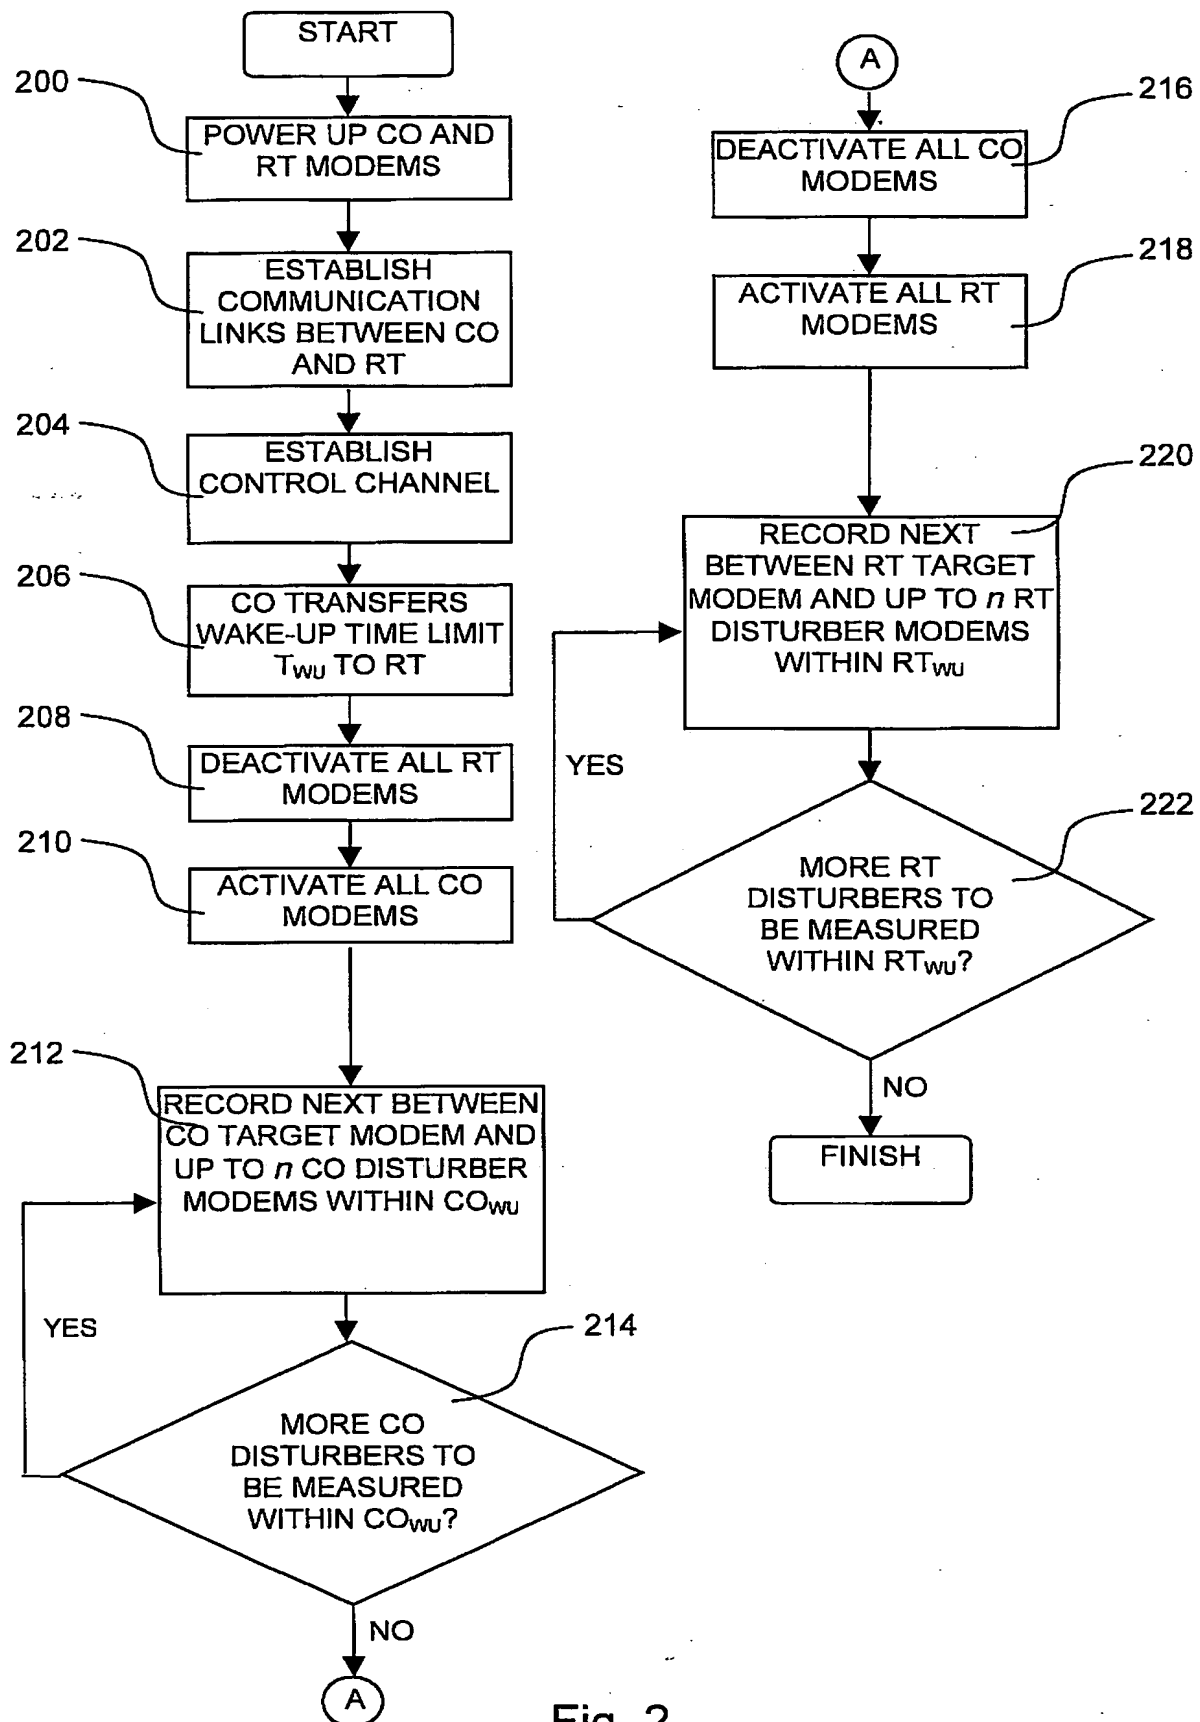 START
200
POWER UP CO AND
RT MODEMS
202
ESTABLISH
COMMUNICATION
LINKS BETWEEN CO
AND RT
204
ESTABLISH
CONTROL CHANNEL
206
CO TRANSFERS
WAKE-UP TIME LIMIT
TWU TO RT
208
DEACTIVATE ALL RT
MODEMS
210
ACTIVATE ALL CO
MODEMS
212
RECORD NEXT BETWEEN
CO TARGET MODEM AND
UP TO n CO DISTURBER
MODEMS WITHIN COWU
YES
214
MORE CO
DISTURBERS TO
BE MEASURED
WITHIN COWU?
NO
A
A
216
DEACTIVATE ALL CO
MODEMS
218
ACTIVATE ALL RT
MODEMS
220
RECORD NEXT
BETWEEN RT TARGET
MODEM AND UP TO n RT
DISTURBER MODEMS
WITHIN RTWU
YES
222
MORE RT
DISTURBERS TO
BE MEASURED
WITHIN RTWU?
NO
FINISH
Fig. 2